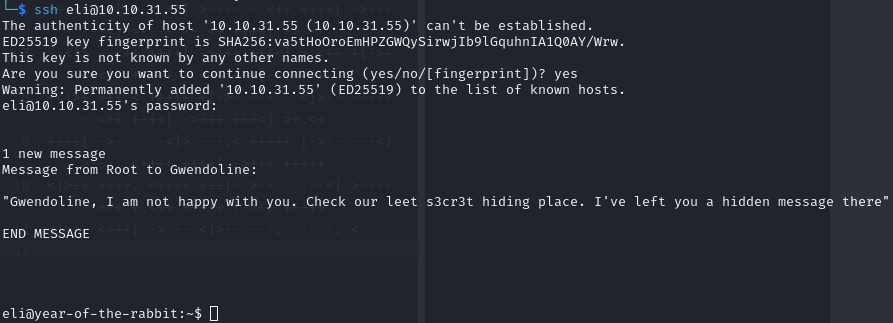 └─$ ssh eli@10.10.31.55
The authenticity of host '10.10.31.55 (10.10.31.55)' can't be established.
ED25519 key fingerprint is SHA256:va5tHoOroEmHPZGWQySirwjIb9lGquhnIA1Q0AY/Wrw.
This key is not known by any other names.
Are you sure you want to continue connecting (yes/no/[fingerprint])? yes
Warning: Permanently added '10.10.31.55' (ED25519) to the list of known hosts.
eli@10.10.31.55's password:
1 new message
Message from Root to Gwendoline:
"Gwendoline, I am not happy with you. Check our leet s3cr3t hiding place. I've left you a hidden message there"
END MESSAGE
eli@year-of-the-rabbit:~$